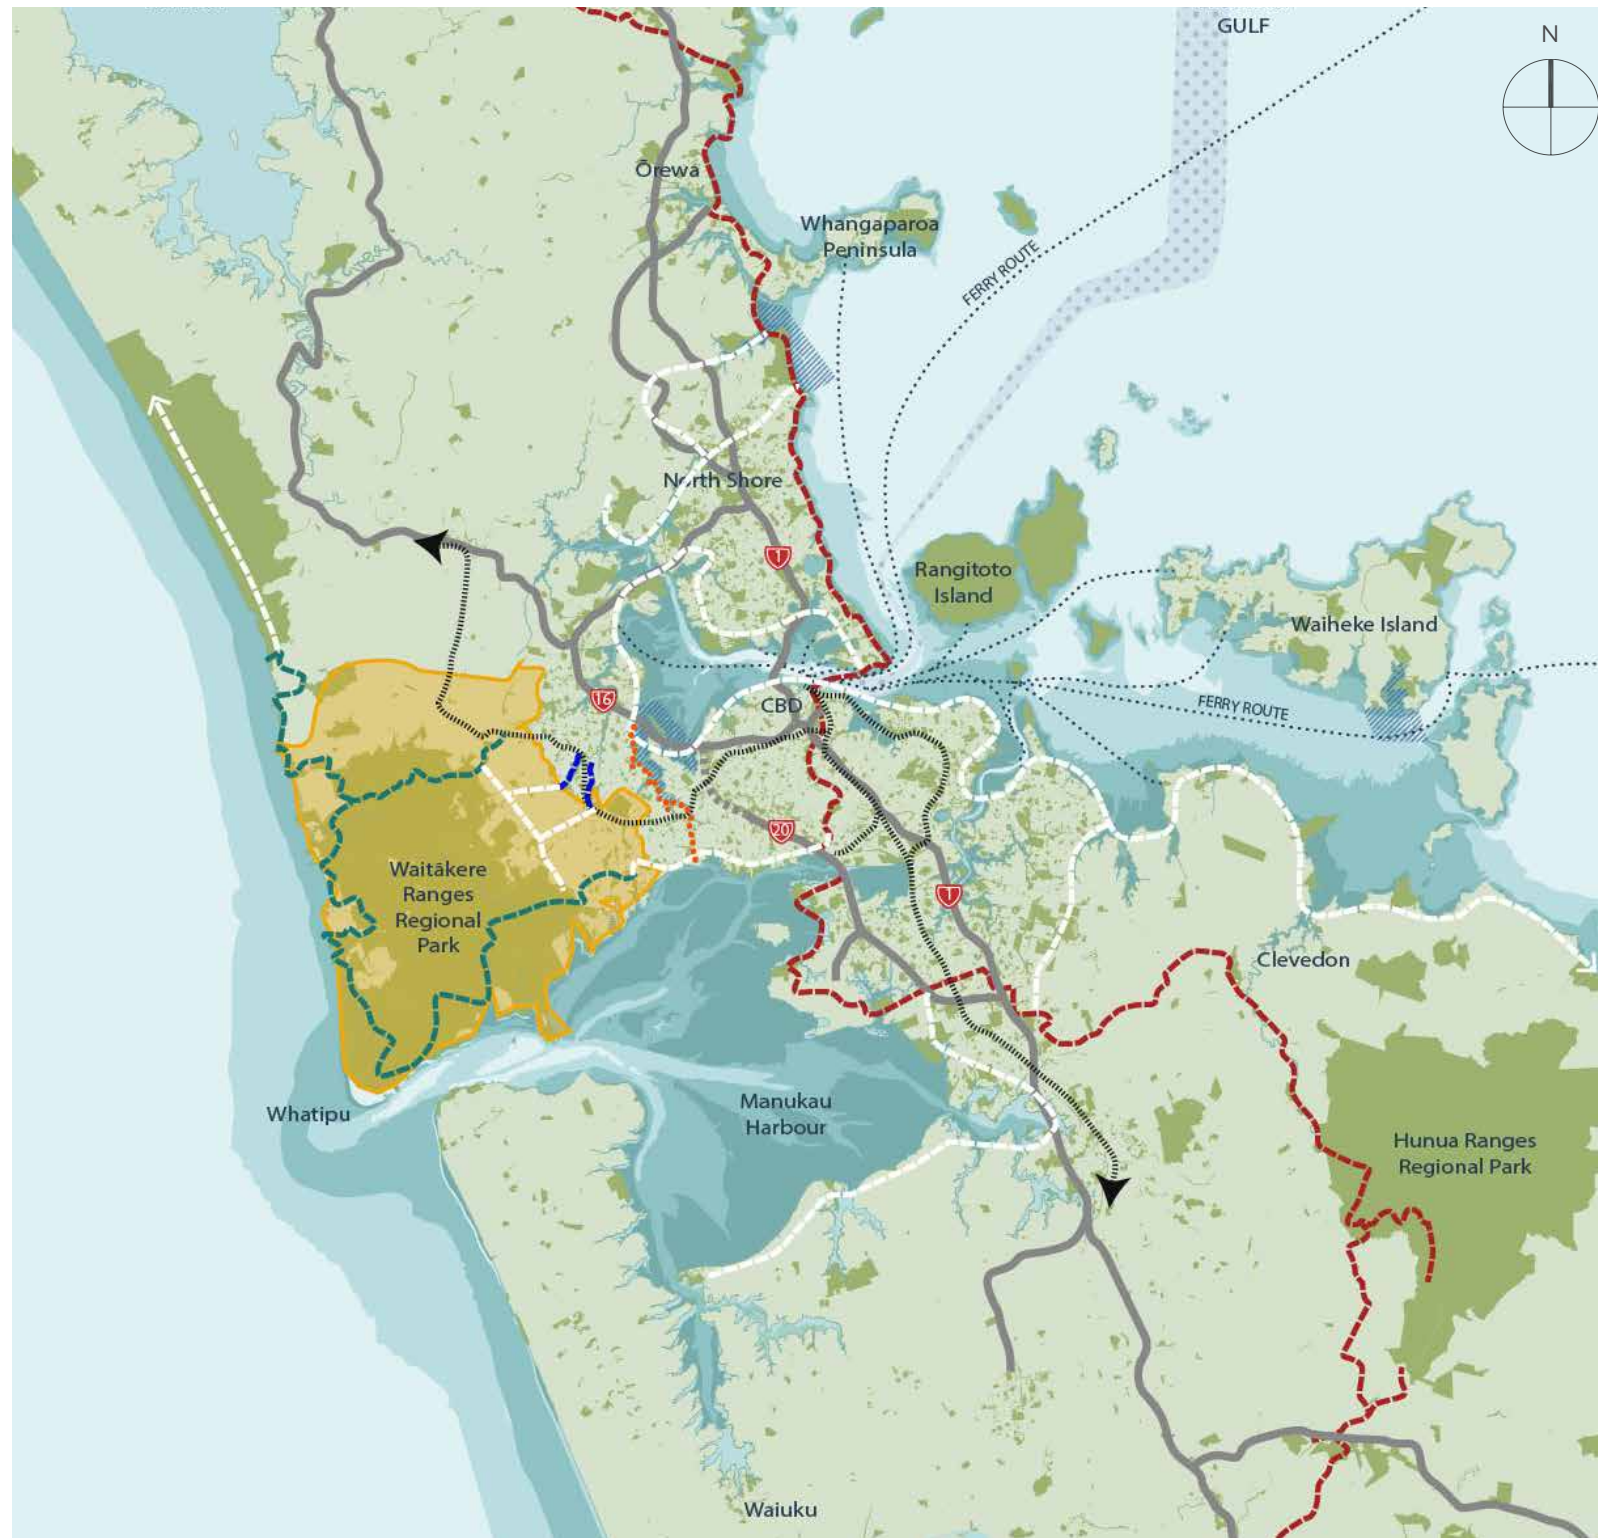 GULF
N
Ōrewa
Whangaparoa
Peninsula
FERRY ROUTE
North Shore
1
Rangitoto
Island
Waiheke Island
16
CBD
FERRY ROUTE
20
Waitākere
Ranges
Regional
Park
1
Clevedon
Whatipu
Manukau
Harbour
Hunua Ranges
Regional Park
Waiuku